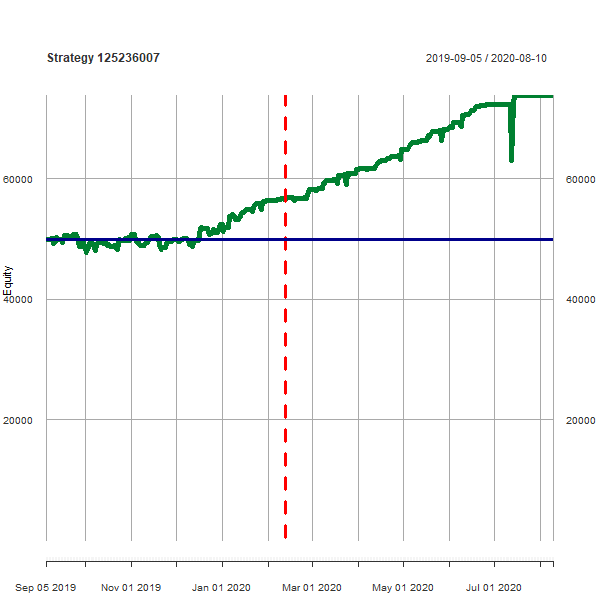 Strategy 125236007
2019-09-05 / 2020-08-10
60000
60000
Equity
40000
40000
20000
20000
Sep 05 2019
Nov 01 2019
Jan 01 2020
Mar 01 2020
May 01 2020
Jul 01 2020